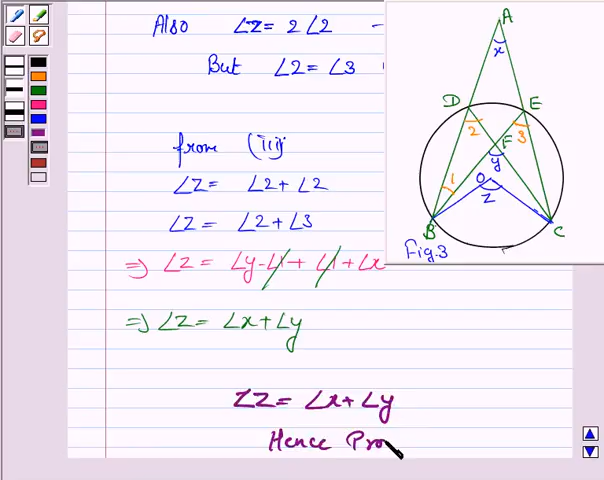 Also ∠Z = 2∠2 -
But ∠2 = ∠3
from (iii)
∠Z = ∠2 + ∠2
∠Z = ∠2 + ∠3
⇒ ∠Z = ∠y - ∠1 + ∠1 + ∠x
⇒ ∠Z = ∠x + ∠y
∠Z = ∠x + ∠y
Hence Pro
A
x
D
E
2
3
F
y
1
O
Z
B
C
Fig.3